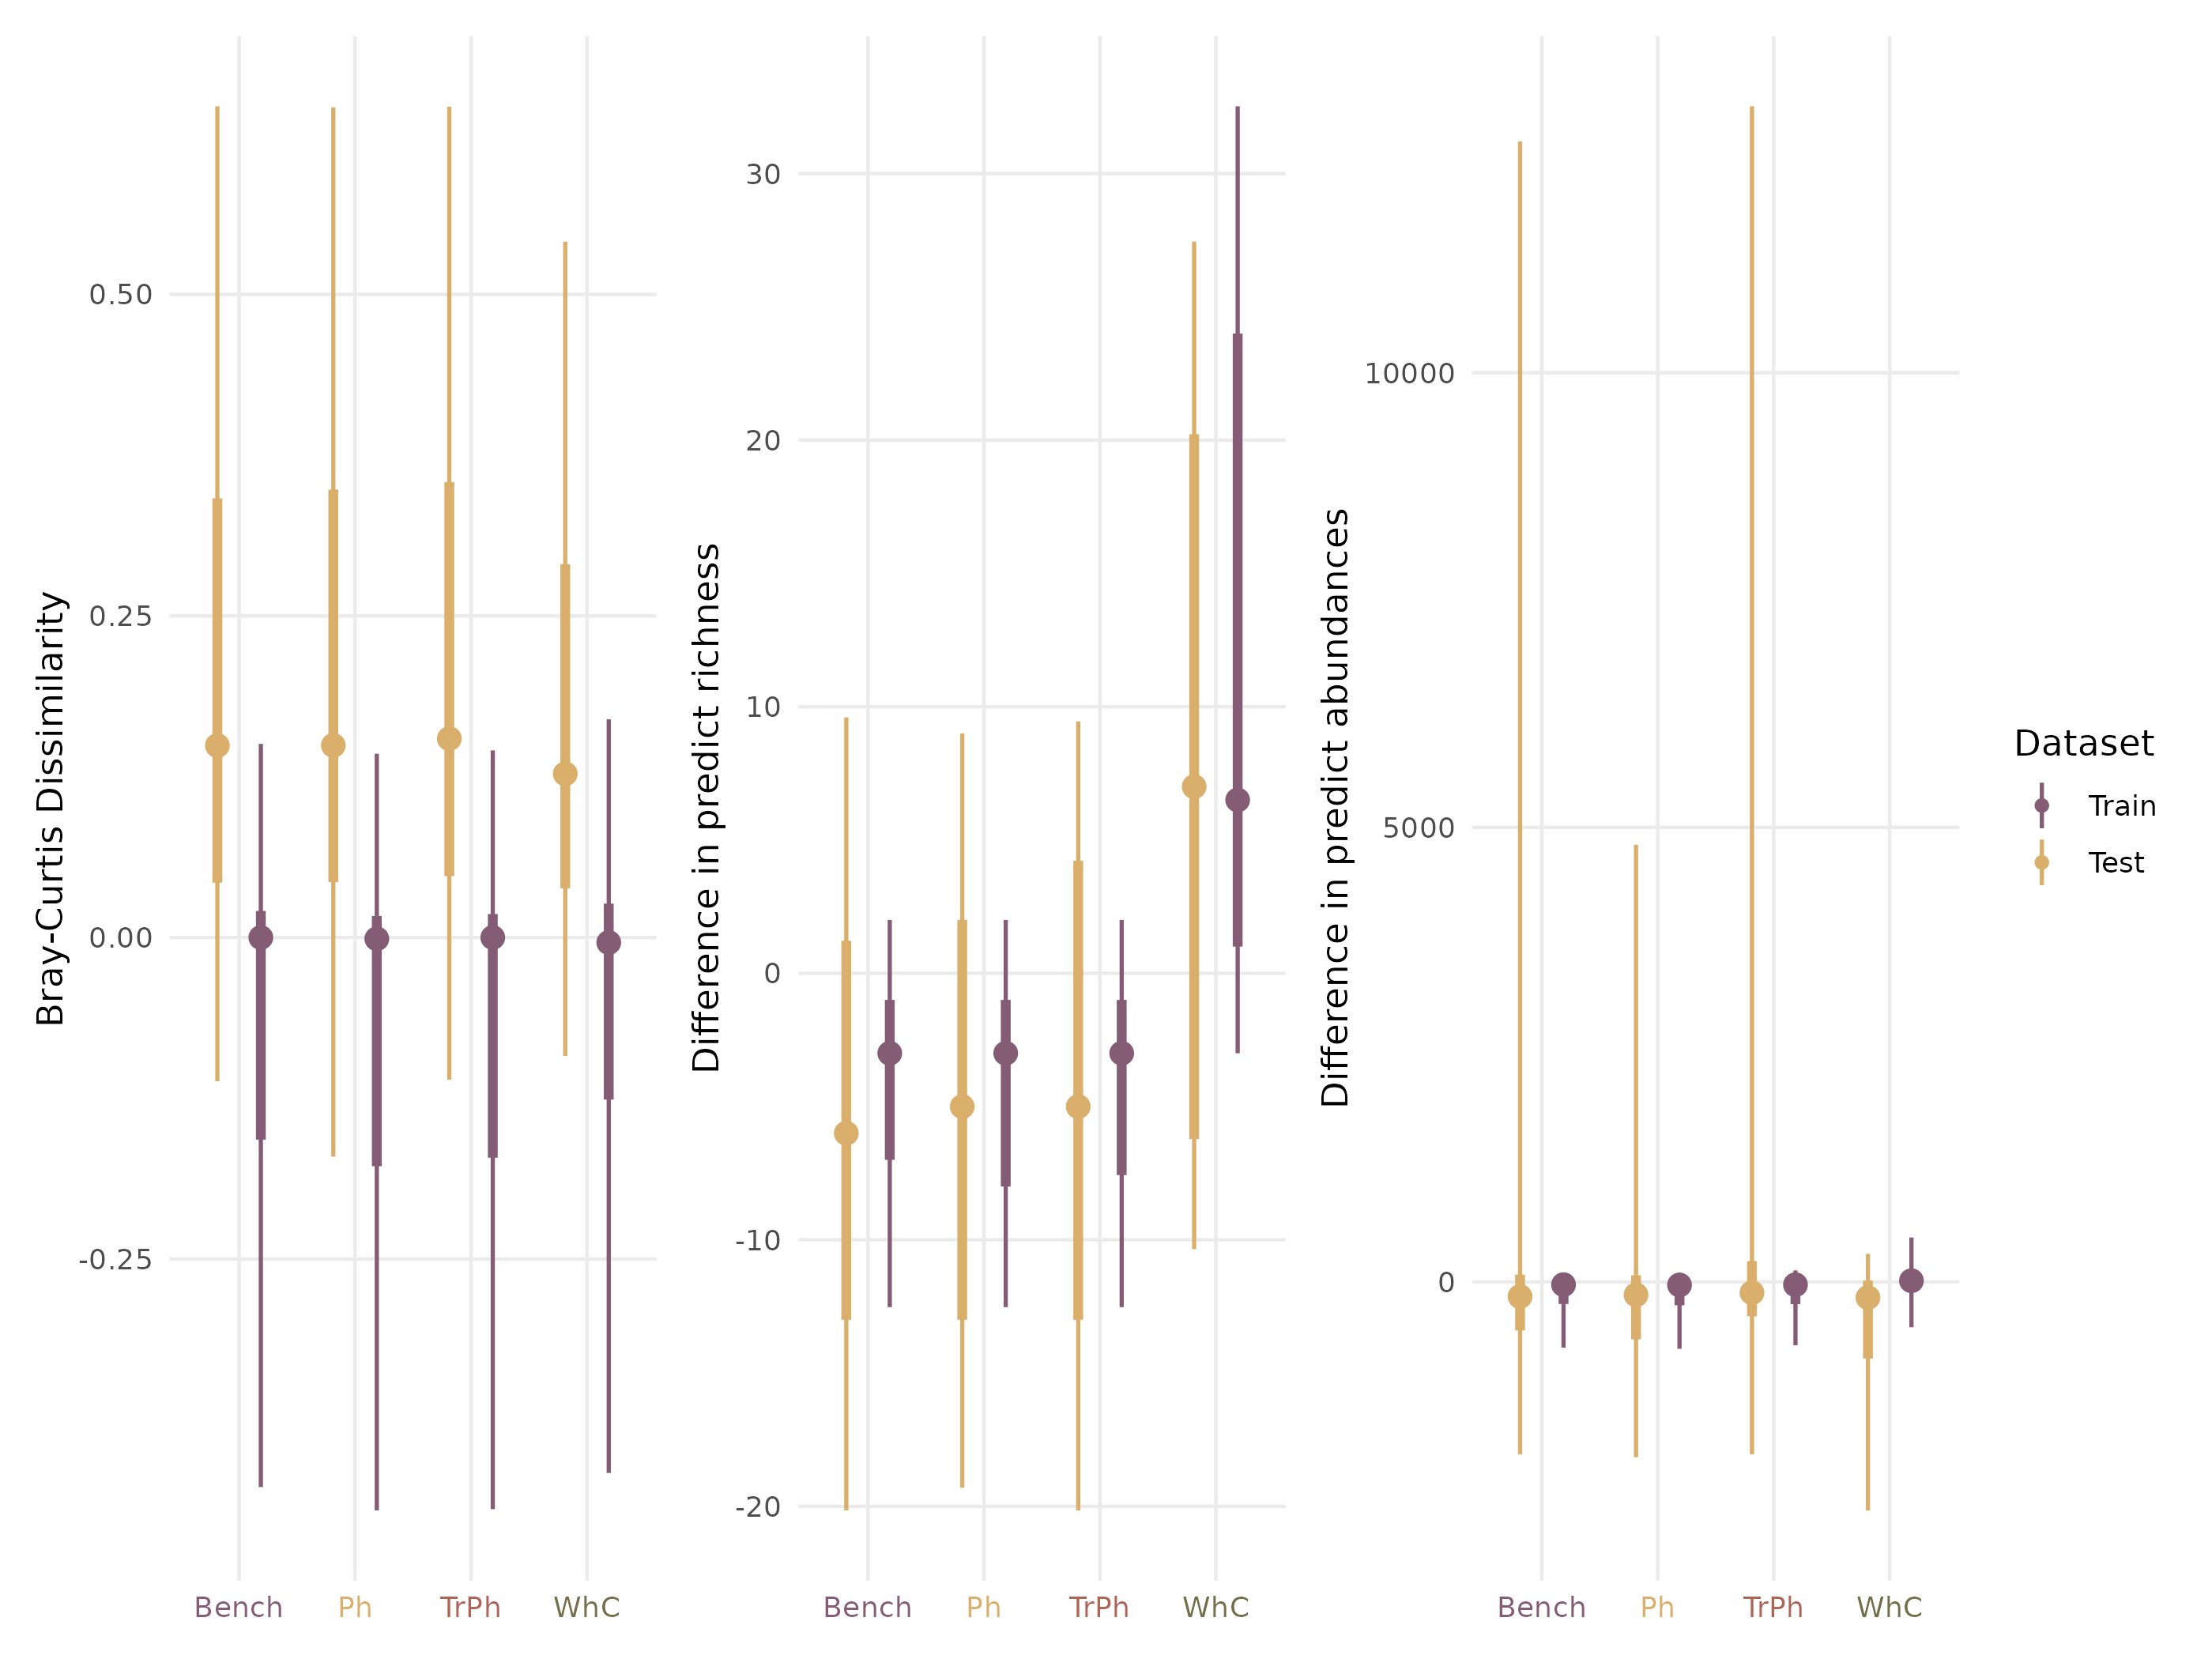 Bray-Curtis Dissimilarity
0.50
0.25
0.00
-0.25
Bench Ph TrPh WhC
Difference in predict richness
30
20
10
0
-10
-20
Bench Ph TrPh WhC
Difference in predict abundances
10000
5000
0
Bench Ph TrPh WhC
Dataset
Train
Test